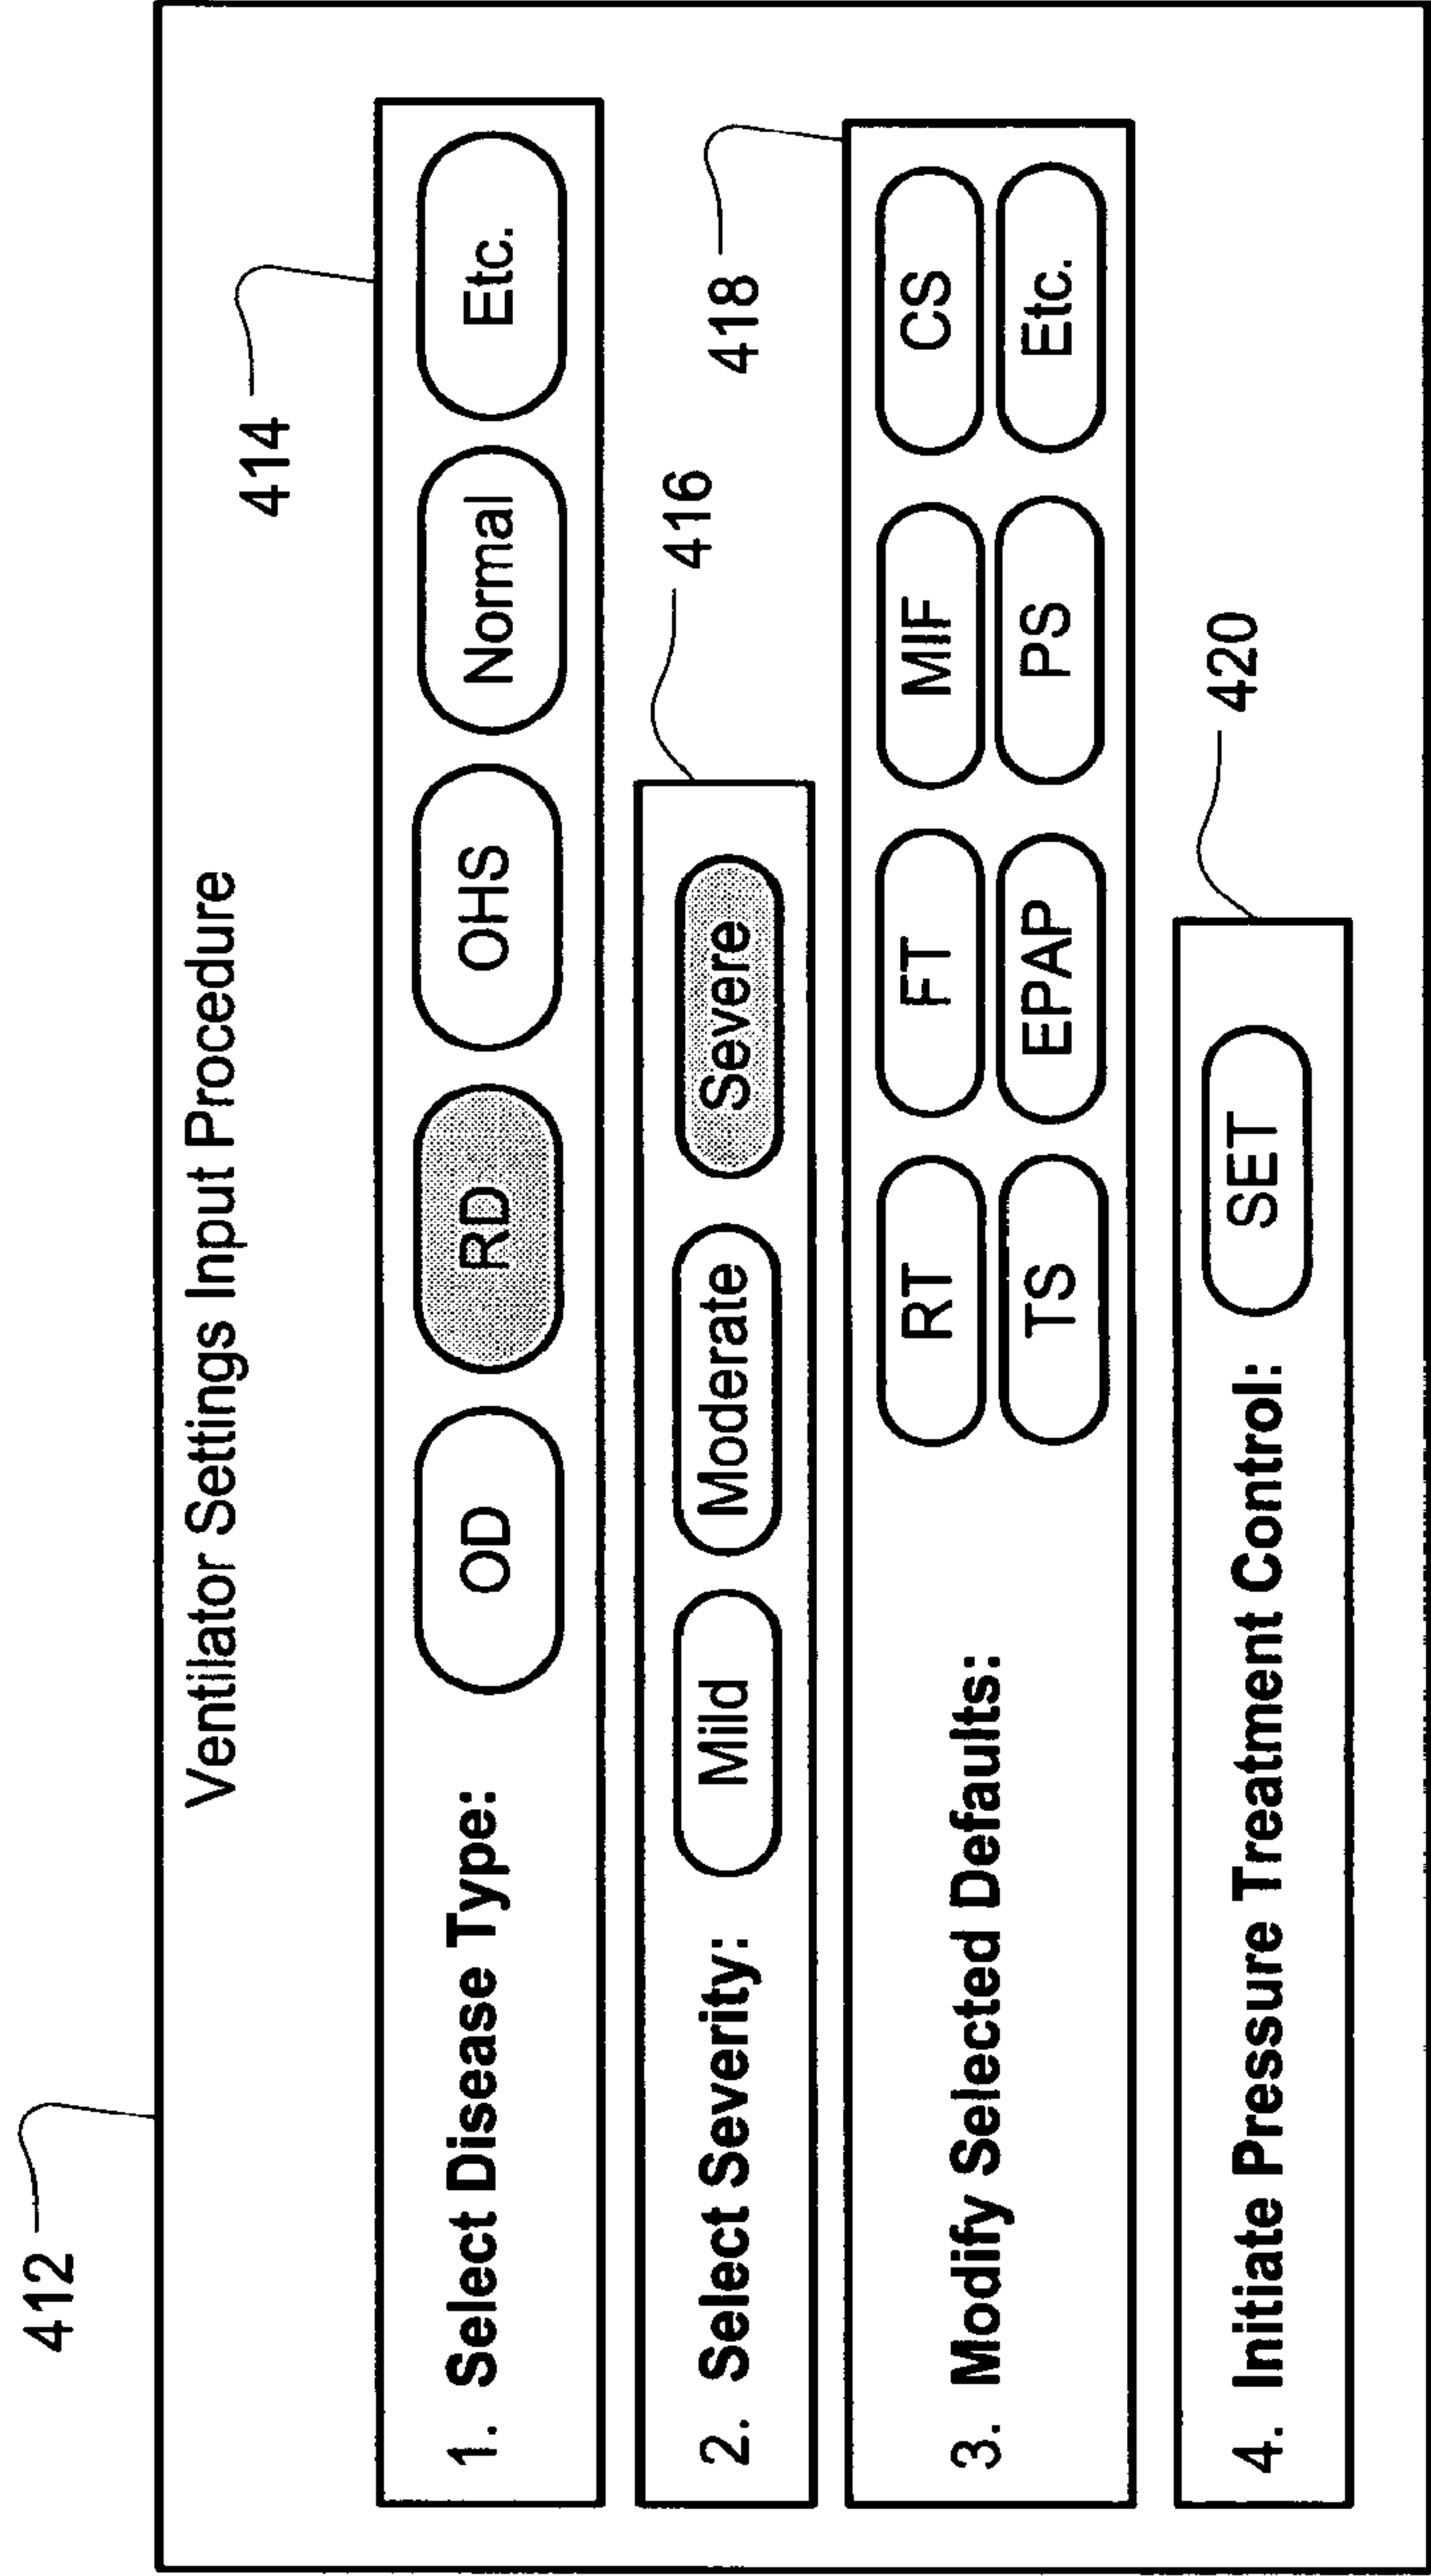 412
Ventilator Settings Input Procedure
414
1. Select Disease Type: OD RD OHS Normal Etc.
416
2. Select Severity: Mild Moderate Severe
418
3. Modify Selected Defaults: RT FT MIF CS
TS EPAP PS Etc.
420
4. Initiate Pressure Treatment Control: SET